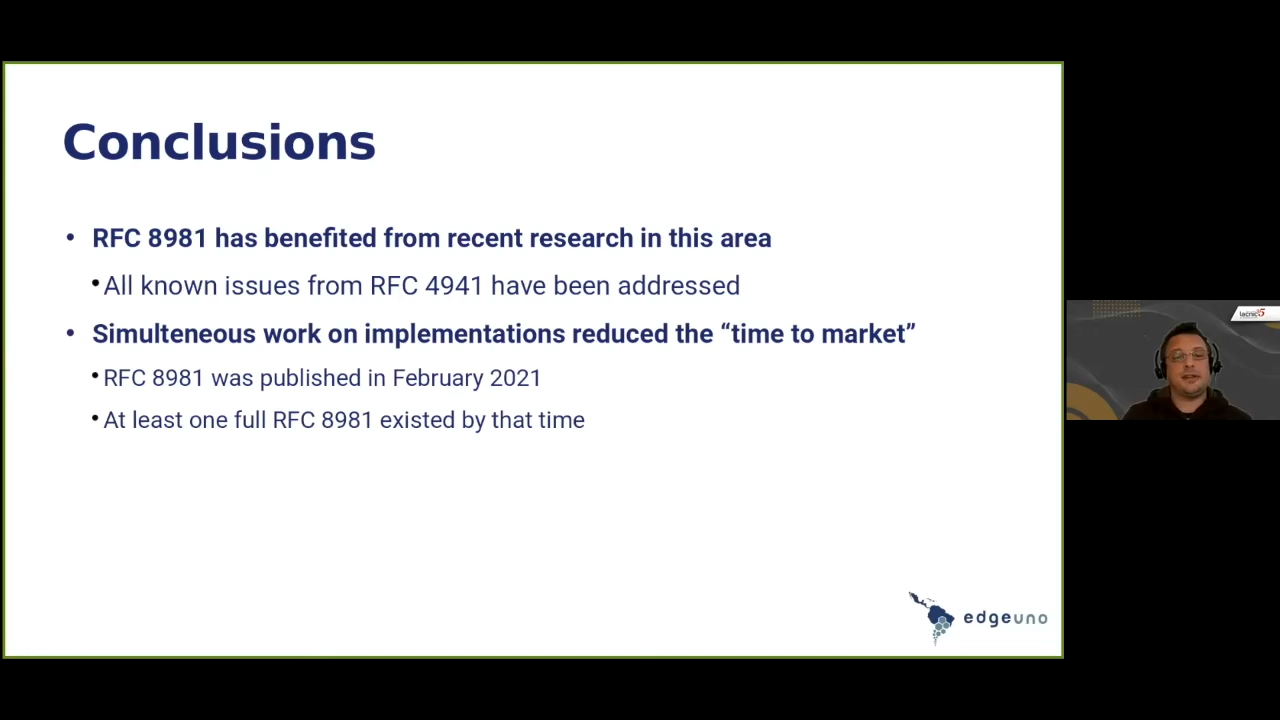 Conclusions
• RFC 8981 has benefited from recent research in this area
• All known issues from RFC 4941 have been addressed
• Simulteneous work on implementations reduced the “time to market”
• RFC 8981 was published in February 2021
• At least one full RFC 8981 existed by that time
edgeuno
lacnic 35